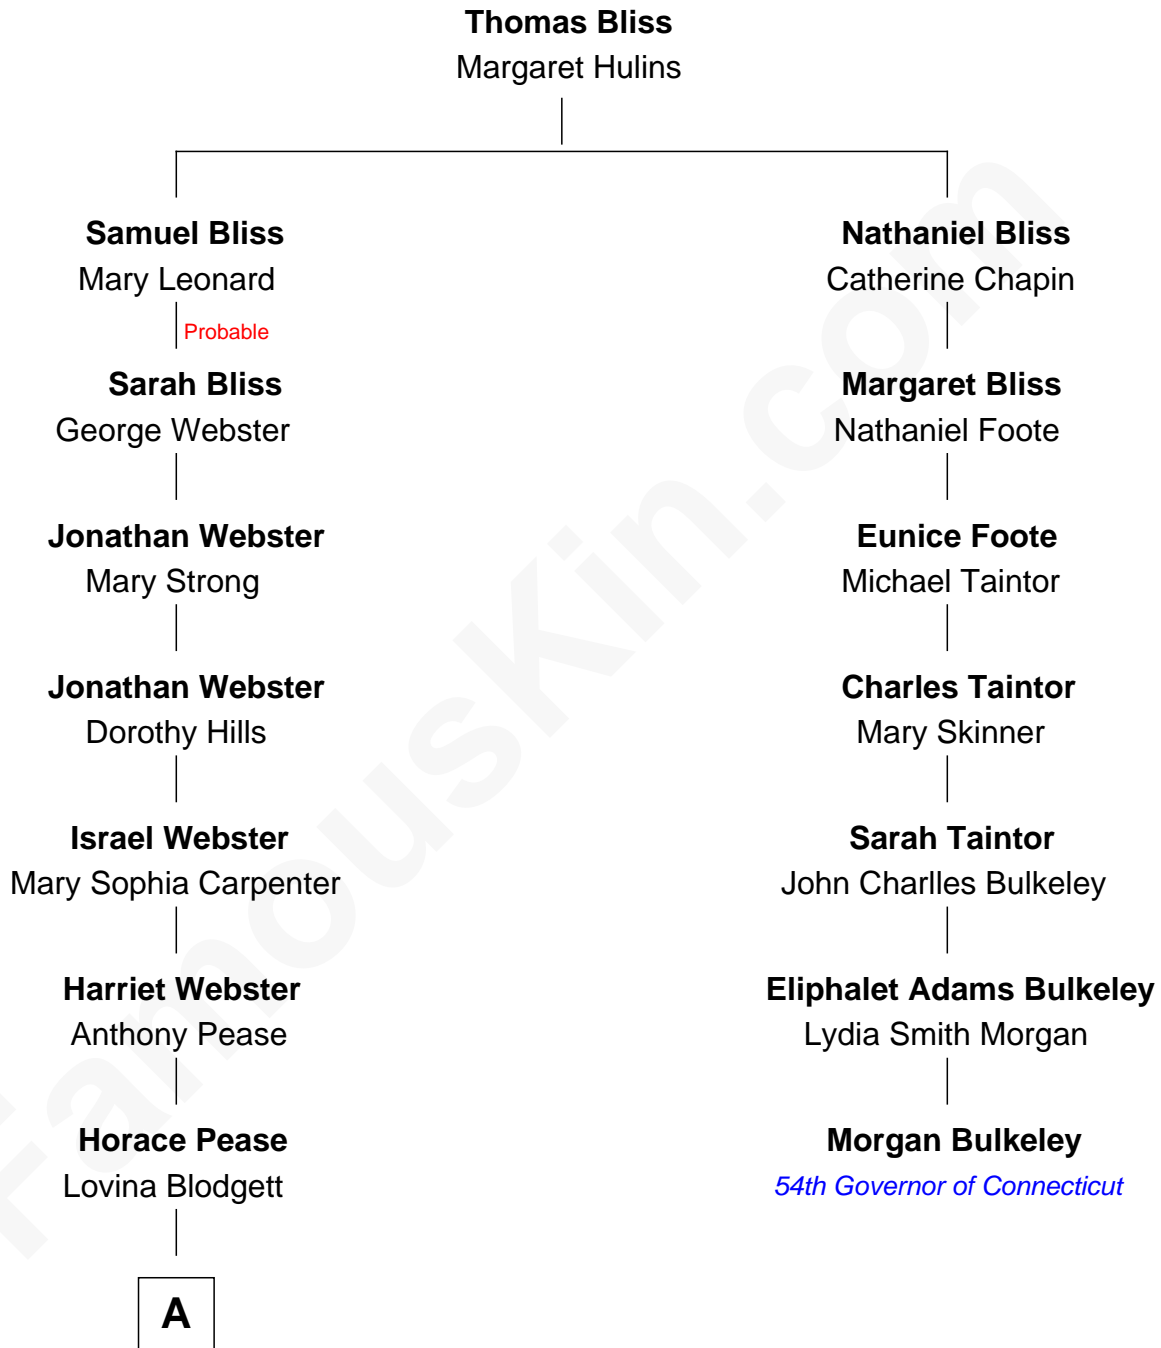 Thomas Bliss
Margaret Hulins
Samuel Bliss
Mary Leonard
Probable
Sarah Bliss
George Webster
Jonathan Webster
Mary Strong
Jonathan Webster
Dorothy Hills
Israel Webster
Mary Sophia Carpenter
Harriet Webster
Anthony Pease
Horace Pease
Lovina Blodgett
A
Nathaniel Bliss
Catherine Chapin
Margaret Bliss
Nathaniel Foote
Eunice Foote
Michael Taintor
Charles Taintor
Mary Skinner
Sarah Taintor
John Charlles Bulkeley
Eliphalet Adams Bulkeley
Lydia Smith Morgan
Morgan Bulkeley
54th Governor of Connecticut
FamousKin.com